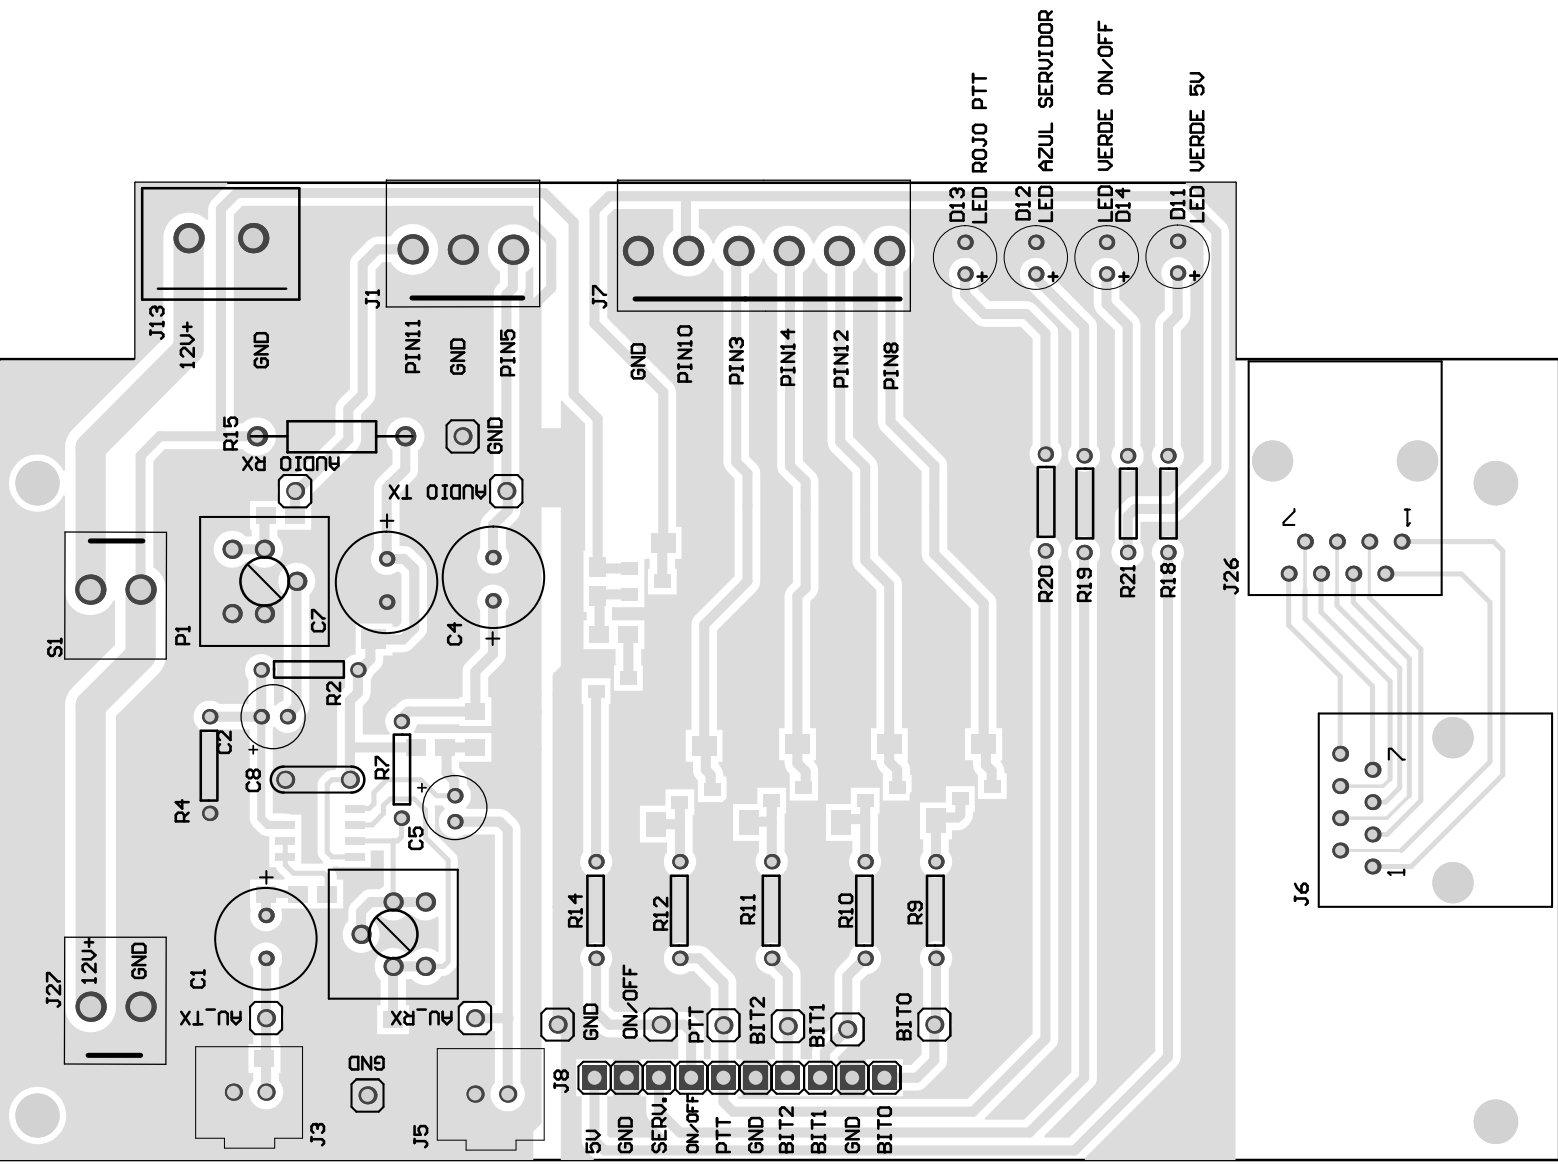 D13
LED ROJO PTT
D12
LED AZUL SERVIDOR
LED VERDE ON/OFF
D14
D11
LED VERDE 5V
J13
12V+
GND
J1
PIN11
GND
PIN5
J7
GND
PIN10
PIN3
PIN14
PIN12
PIN8
R15
AUDIO RX
GND
AUDIO TX
+
+
+
+
S1
P1
C7
+
C4
+
R20
R19
R21
R18
J26
7
1
R2
R4
C2
+
C8
R7
+
C5
J6
7
1
J27
12V+
GND
C1
+
AU_TX
AU_RX
GND
J3
J5
R14
R12
R11
R10
R9
GND
ON/OFF
PTT
BIT2
BIT1
BIT0
J8
5V
GND
SERV.
ON/OFF
PTT
GND
BIT2
BIT1
GND
BIT0